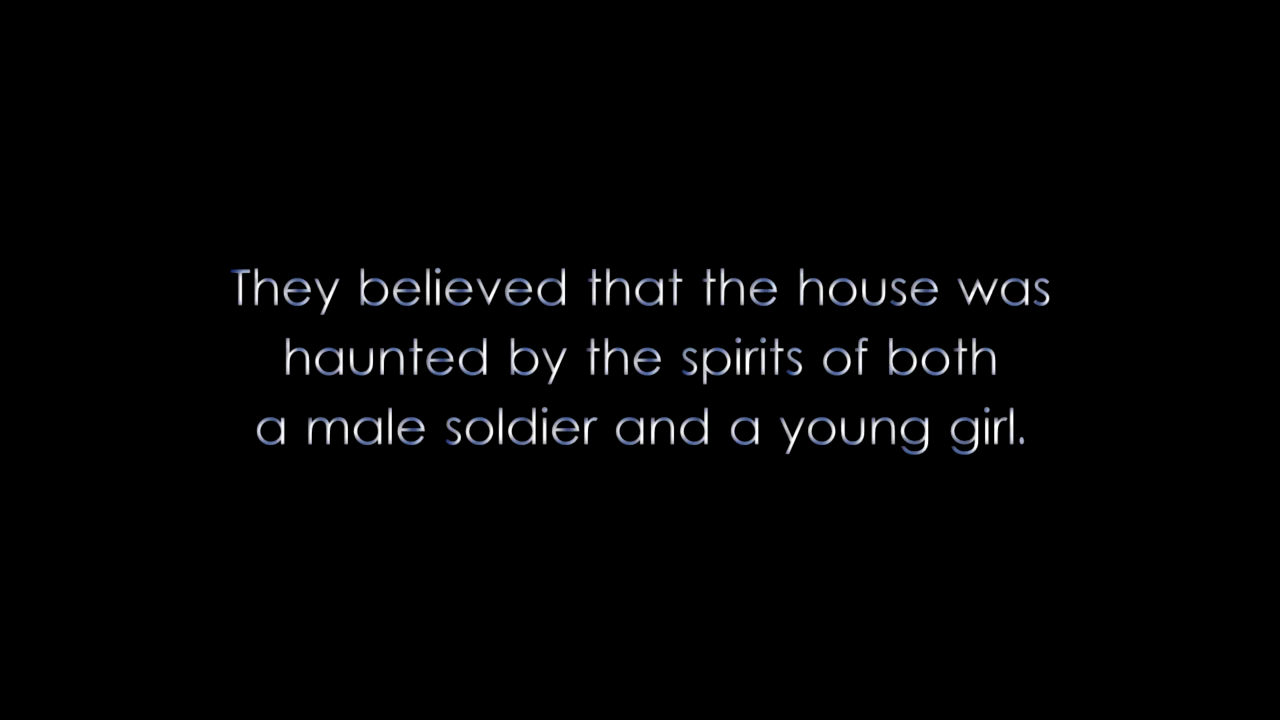 They believed that the house was
haunted by the spirits of both
a male soldier and a young girl.